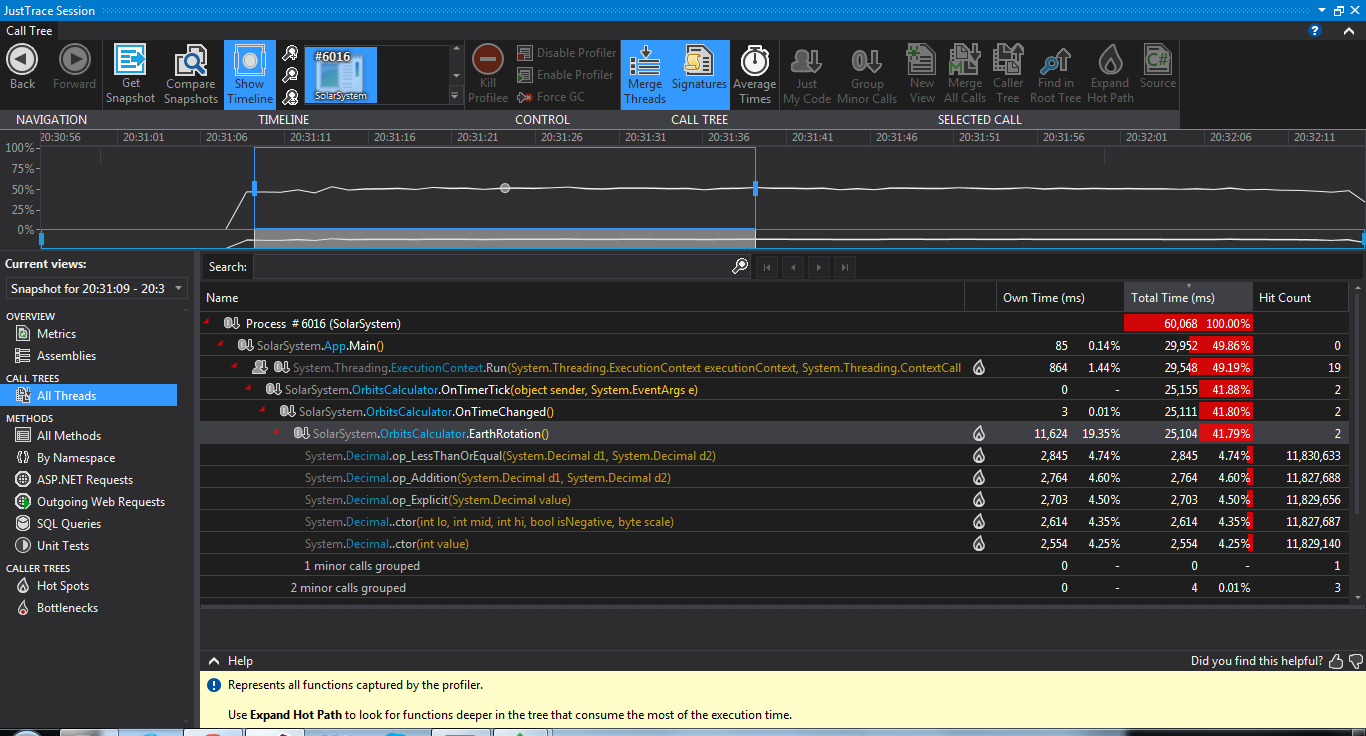 JustTrace Session
Call Tree
Back
Forward
Get Snapshot
Compare Snapshots
Show Timeline
#6016
SolarSystem
Kill Profilee
Disable Profiler
Enable Profiler
Force GC
Merge Threads
Signatures
Average Times
Just My Code
Group Minor Calls
New View
Merge All Calls
Caller Tree
Find in Root Tree
Expand Hot Path
C#
Source
NAVIGATION TIMELINE CONTROL CALL TREE SELECTED CALL
20:30:56 20:31:01 20:31:06 20:31:11 20:31:16 20:31:21 20:31:26 20:31:31 20:31:36 20:31:41 20:31:46 20:31:51 20:31:56 20:32:01 20:32:06 20:32:11
100%
75%
50%
25%
0%
Current views:
Snapshot for 20:31:09 - 20:3
OVERVIEW
Metrics
Assemblies
CALL TREES
All Threads
METHODS
All Methods
By Namespace
ASP.NET Requests
Outgoing Web Requests
SQL Queries
Unit Tests
CALLER TREES
Hot Spots
Bottlenecks
Search:
Name Own Time (ms) Total Time (ms) Hit Count
Process #6016 (SolarSystem) 60,068 100.00%
SolarSystem.App.Main() 85 0.14% 29,952 49.86% 0
System.Threading.ExecutionContext.Run(System.Threading.ExecutionContext executionContext, System.Threading.ContextCall 864 1.44% 29,548 49.19% 19
SolarSystem.OrbitsCalculator.OnTimerTick(object sender, System.EventArgs e) 0 - 25,155 41.88% 2
SolarSystem.OrbitsCalculator.OnTimeChanged() 3 0.01% 25,111 41.80% 2
SolarSystem.OrbitsCalculator.EarthRotation() 11,624 19.35% 25,104 41.79% 2
System.Decimal.op_LessThanOrEqual(System.Decimal d1, System.Decimal d2) 2,845 4.74% 2,845 4.74% 11,830,633
System.Decimal.op_Addition(System.Decimal d1, System.Decimal d2) 2,764 4.60% 2,764 4.60% 11,827,688
System.Decimal.op_Explicit(System.Decimal value) 2,703 4.50% 2,703 4.50% 11,829,656
System.Decimal..ctor(int lo, int mid, int hi, bool isNegative, byte scale) 2,614 4.35% 2,614 4.35% 11,827,687
System.Decimal..ctor(int value) 2,554 4.25% 2,554 4.25% 11,829,140
1 minor calls grouped 0 - 0 - 1
2 minor calls grouped 0 - 4 0.01% 3
Help
Did you find this helpful?
Represents all functions captured by the profiler.
Use Expand Hot Path to look for functions deeper in the tree that consume the most of the execution time.